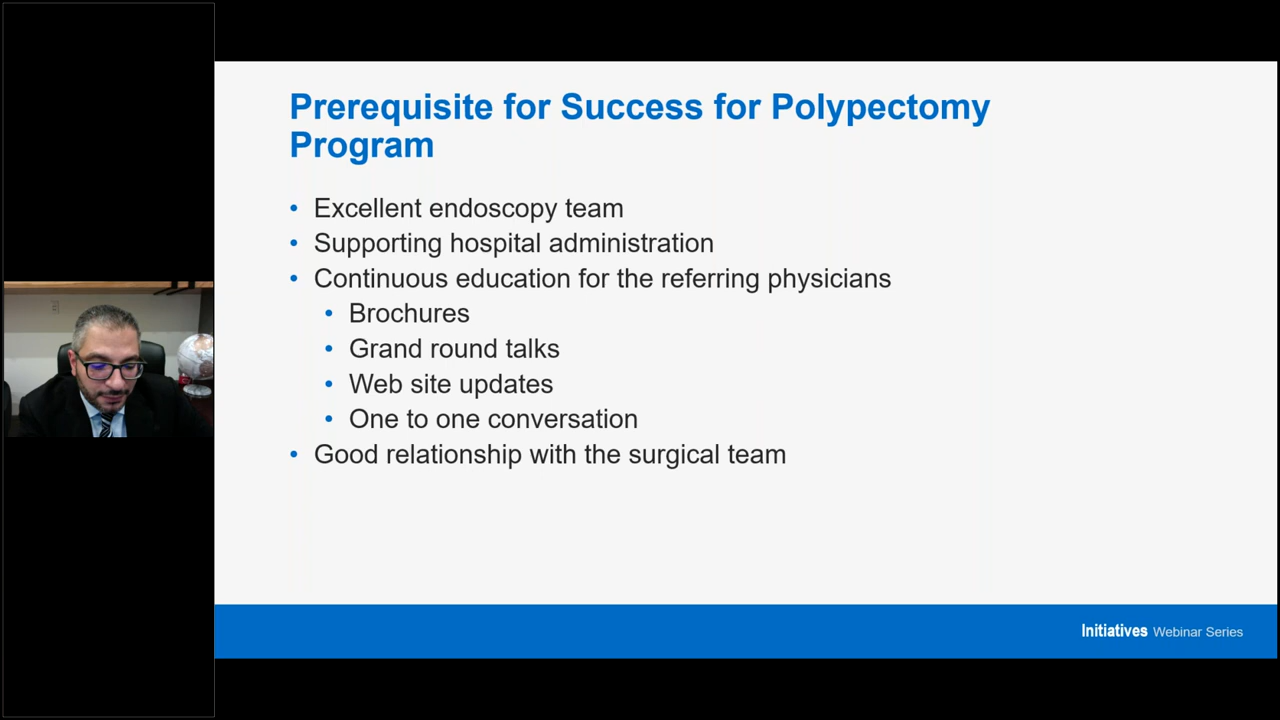 Prerequisite for Success for Polypectomy
Program
• Excellent endoscopy team
• Supporting hospital administration
• Continuous education for the referring physicians
• Brochures
• Grand round talks
• Web site updates
• One to one conversation
• Good relationship with the surgical team
Initiatives Webinar Series